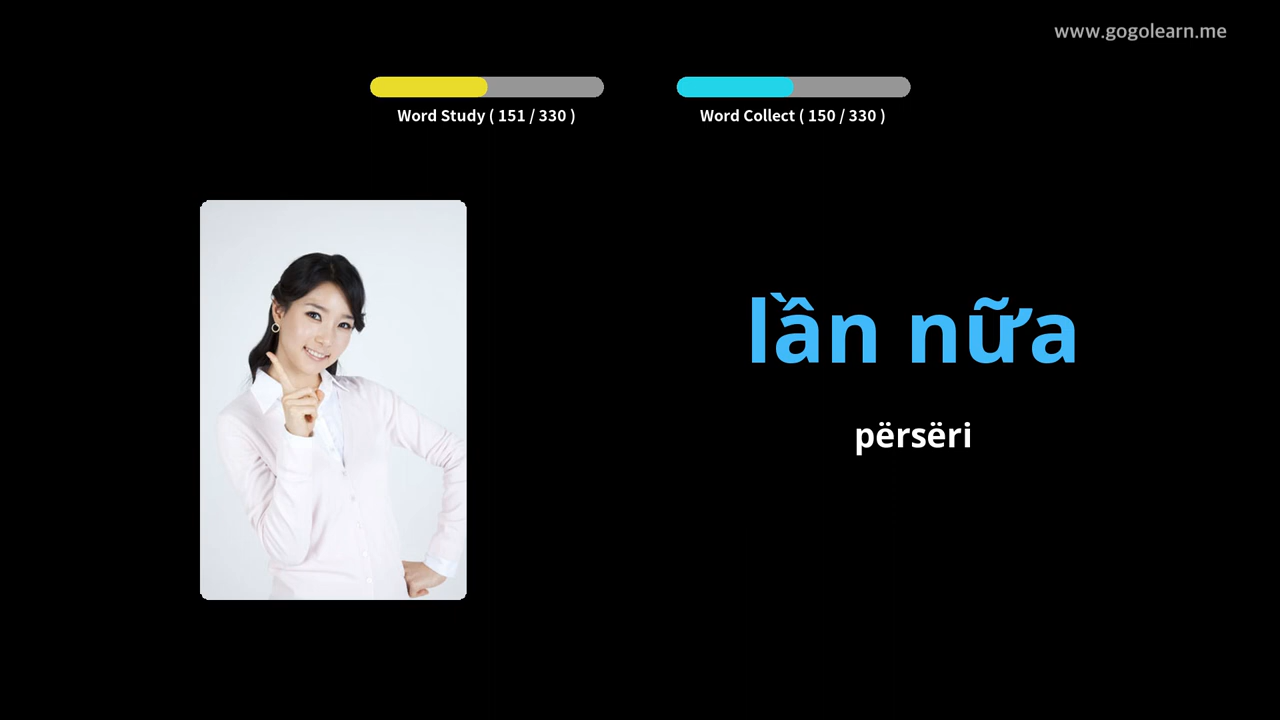 www.gogolearn.me
Word Study ( 151 / 330 )
Word Collect ( 150 / 330 )
lần nữa
përsëri